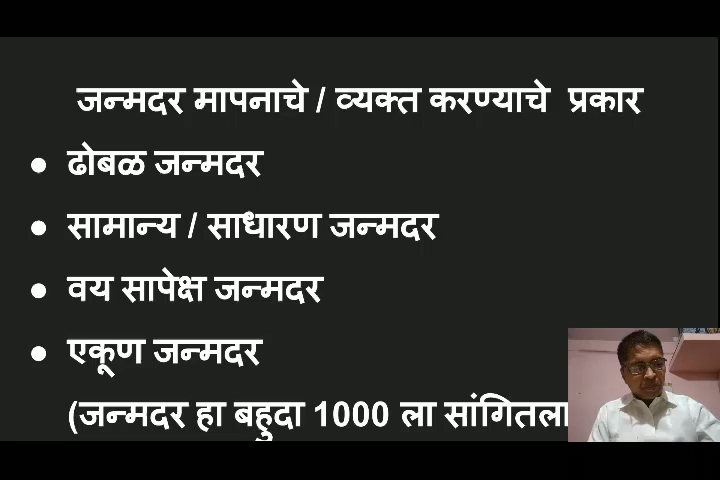 जन्मदर मापनाचे / व्यक्त करण्याचे प्रकार
● ढोबळ जन्मदर
● सामान्य / साधारण जन्मदर
● वय सापेक्ष जन्मदर
● एकूण जन्मदर
(जन्मदर हा बहुदा 1000 ला सांगितला